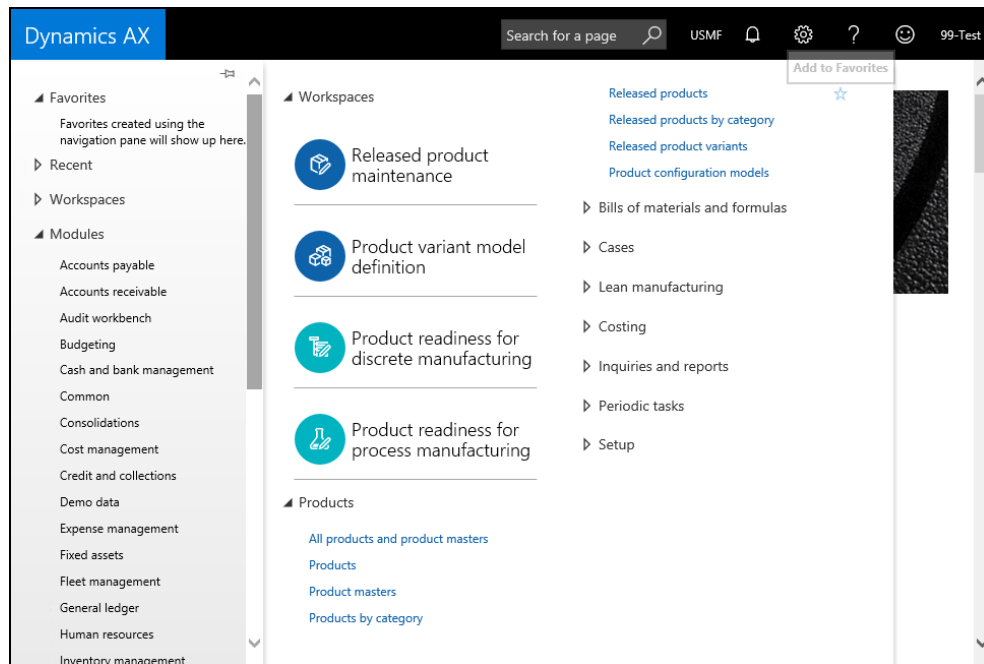 Dynamics AX
Search for a page
USMF
99-Test
Add to Favorites
Favorites
Favorites created using the
navigation pane will show up here.
Recent
Workspaces
Modules
Accounts payable
Accounts receivable
Audit workbench
Budgeting
Cash and bank management
Common
Consolidations
Cost management
Credit and collections
Demo data
Expense management
Fixed assets
Fleet management
General ledger
Human resources
Inventory management
Workspaces
Released product
maintenance
Product variant model
definition
Product readiness for
discrete manufacturing
Product readiness for
process manufacturing
Products
All products and product masters
Products
Product masters
Products by category
Released products
Released products by category
Released product variants
Product configuration models
Bills of materials and formulas
Cases
Lean manufacturing
Costing
Inquiries and reports
Periodic tasks
Setup